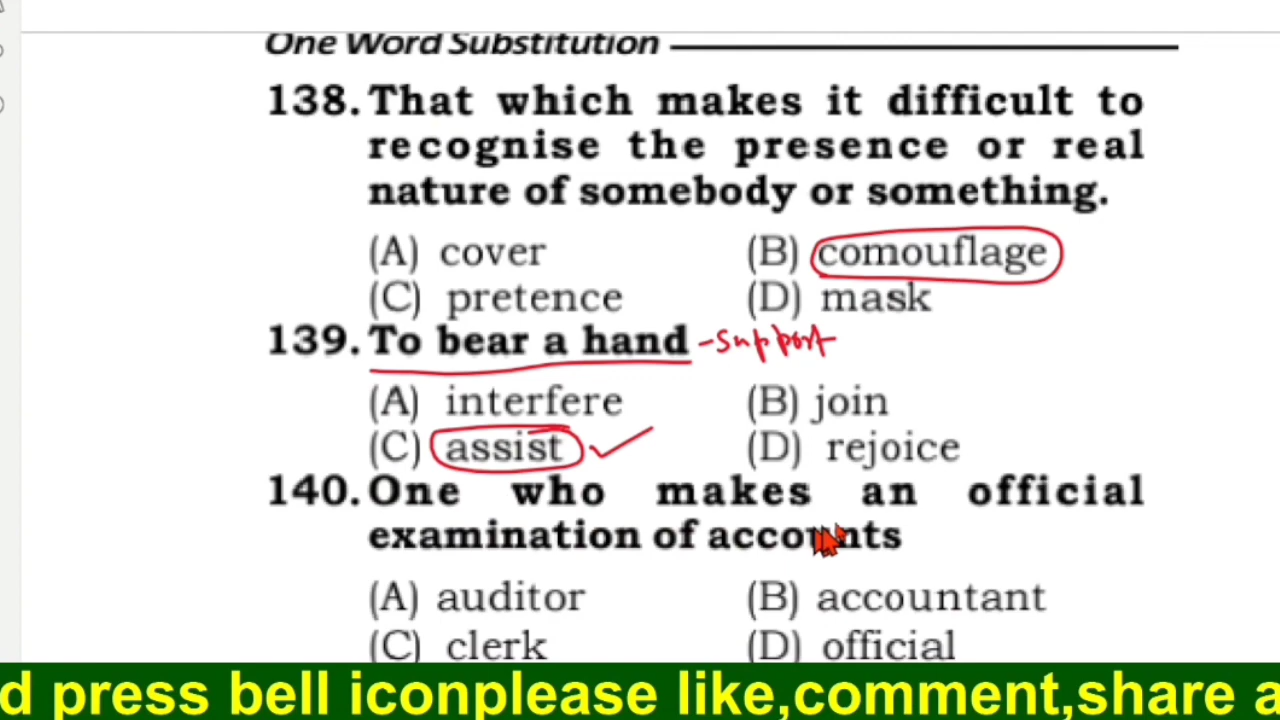 One Word Substitution
138. That which makes it difficult to
recognise the presence or real
nature of somebody or something.
(A) cover (B) comouflage
(C) pretence (D) mask
139. To bear a hand -support
(A) interfere (B) join
(C) assist (D) rejoice
140. One who makes an official
examination of accounts
(A) auditor (B) accountant
(C) clerk (D) official
d press bell iconplease like,comment,share a